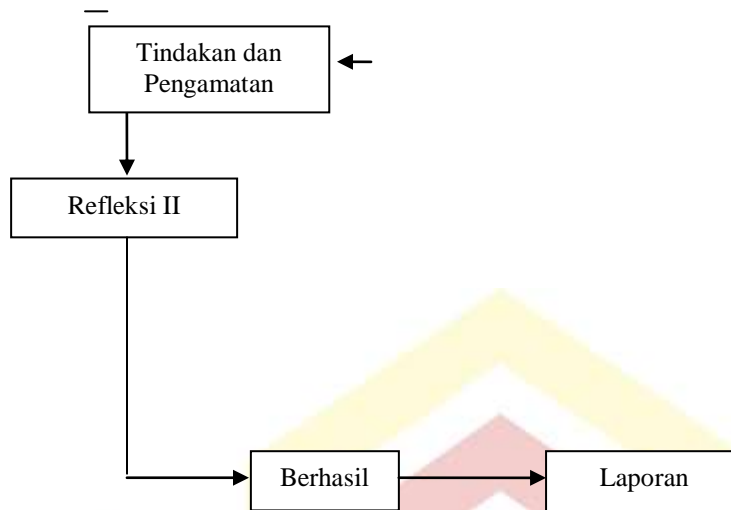 Tindakan dan
Pengamatan
Refleksi II
Berhasil
Laporan